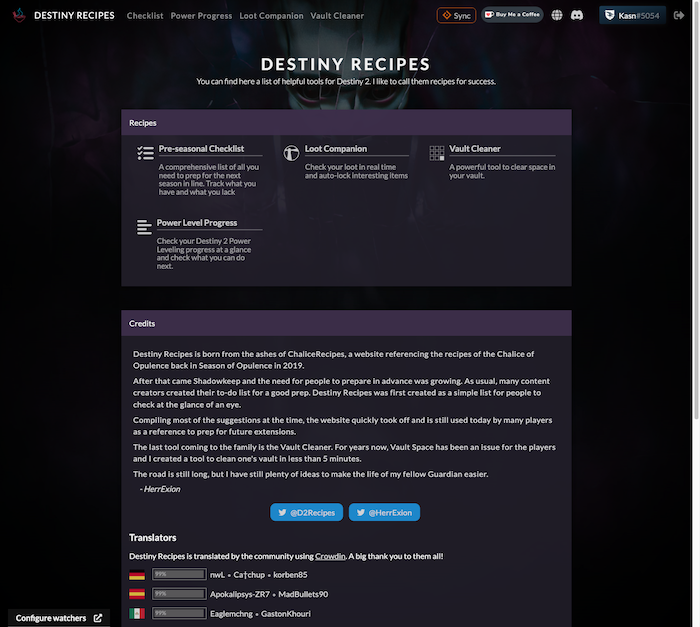 DESTINY RECIPES Checklist Power Progress Loot Companion Vault Cleaner Sync Buy Me a Coffee Kasn#5054
DESTINY RECIPES
You can find here a list of helpful tools for Destiny 2. I like to call them recipes for success.
Recipes
Pre-seasonal Checklist
A comprehensive list of all you
need to prep for the next
season in line. Track what you
have and what you lack
Loot Companion
Check your loot in real time
and auto-lock interesting items
Vault Cleaner
A powerful tool to clear space in
your vault.
Power Level Progress
Check your Destiny 2 Power
Leveling progress at a glance
and check what you can do
next.
Credits
Destiny Recipes is born from the ashes of ChaliceRecipes, a website referencing the recipes of the Chalice of
Opulence back in Season of Opulence in 2019.
After that came Shadowkeep and the need for people to prepare in advance was growing. As usual, many content
creators created their to-do list for a good prep. Destiny Recipes was first created as a simple list for people to
check at the glance of an eye.
Compiling most of the suggestions at the time, the website quickly took off and is still used today by many players
as a reference to prep for future extensions.
The last tool coming to the family is the Vault Cleaner. For years now, Vault Space has been an issue for the players
and I created a tool to clean one's vault in less than 5 minutes.
The road is still long, but I have still plenty of ideas to make the life of my fellow Guardian easier.
- HerrExion
@D2Recipes @HerrExion
Translators
Destiny Recipes is translated by the community using Crowdin. A big thank you to them all!
99% nwL • Ca†chup • korben85
99% Apokalipsys-ZR7 • MadBullets90
99% Eaglemchng • GastonKhouri
Configure watchers